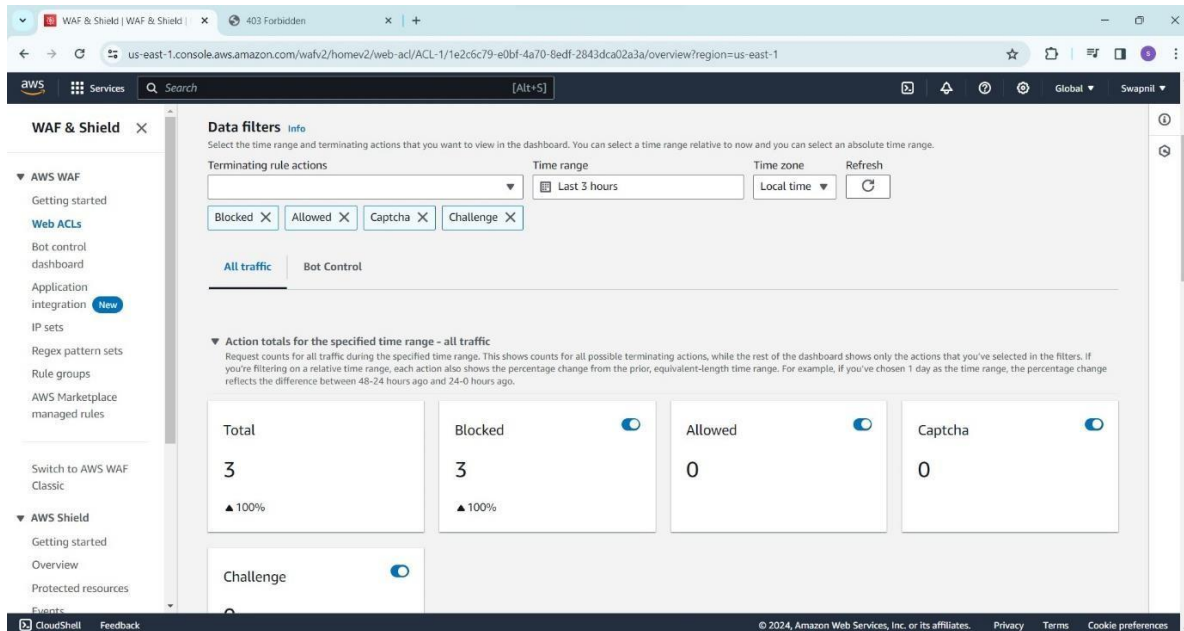 WAF & Shield | WAF & Shield |
403 Forbidden
us-east-1.console.aws.amazon.com/wafv2/homev2/web-acl/ACL-1/1e2c6c79-e0bf-4a70-8edf-2843dca02a3a/overview?region=us-east-1
S
aws
Services
Search
[Alt+S]
Global
Swapnil
WAF & Shield
AWS WAF
Getting started
Web ACLs
Bot control
dashboard
Application
integration New
IP sets
Regex pattern sets
Rule groups
AWS Marketplace
managed rules
Switch to AWS WAF
Classic
AWS Shield
Getting started
Overview
Protected resources
Events
Data filters Info
Select the time range and terminating actions that you want to view in the dashboard. You can select a time range relative to now and you can select an absolute time range.
Terminating rule actions
Time range
Time zone
Refresh
Last 3 hours
Local time
Blocked
Allowed
Captcha
Challenge
All traffic
Bot Control
Action totals for the specified time range - all traffic
Request counts for all traffic during the specified time range. This shows counts for all possible terminating actions, while the rest of the dashboard shows only the actions that you've selected in the filters. If
you're filtering on a relative time range, each action also shows the percentage change from the prior, equivalent-length time range. For example, if you've chosen 1 day as the time range, the percentage change
reflects the difference between 48-24 hours ago and 24-0 hours ago.
Total
3
▲ 100%
Blocked
3
▲ 100%
Allowed
0
Captcha
0
Challenge
CloudShell
Feedback
© 2024, Amazon Web Services, Inc. or its affiliates.
Privacy
Terms
Cookie preferences